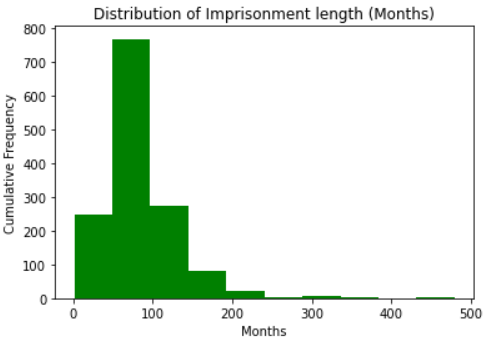 Distribution of Imprisonment length (Months)
800
700
600
500
400
300
200
100
0
Cumulative Frequency
0 100 200 300 400 500
Months